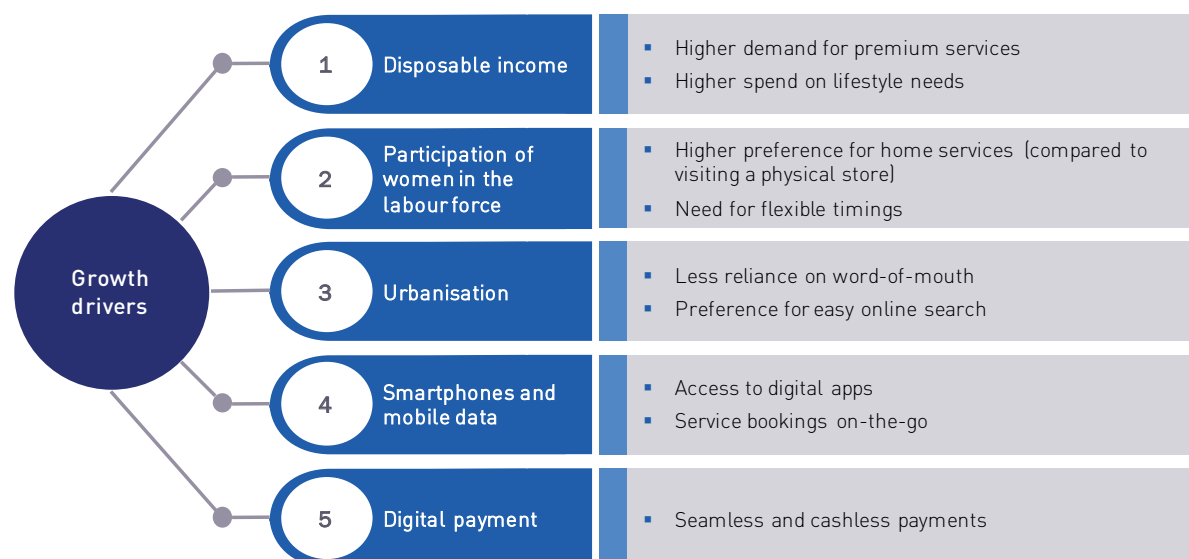 Growth
drivers
1
Disposable income
Higher demand for premium services
Higher spend on lifestyle needs
2
Participation of
women in the
labour force
Higher preference for home services (compared to
visiting a physical store)
Need for flexible timings
3
Urbanisation
Less reliance on word-of-mouth
Preference for easy online search
4
Smartphones and
mobile data
Access to digital apps
Service bookings on-the-go
5
Digital payment
Seamless and cashless payments